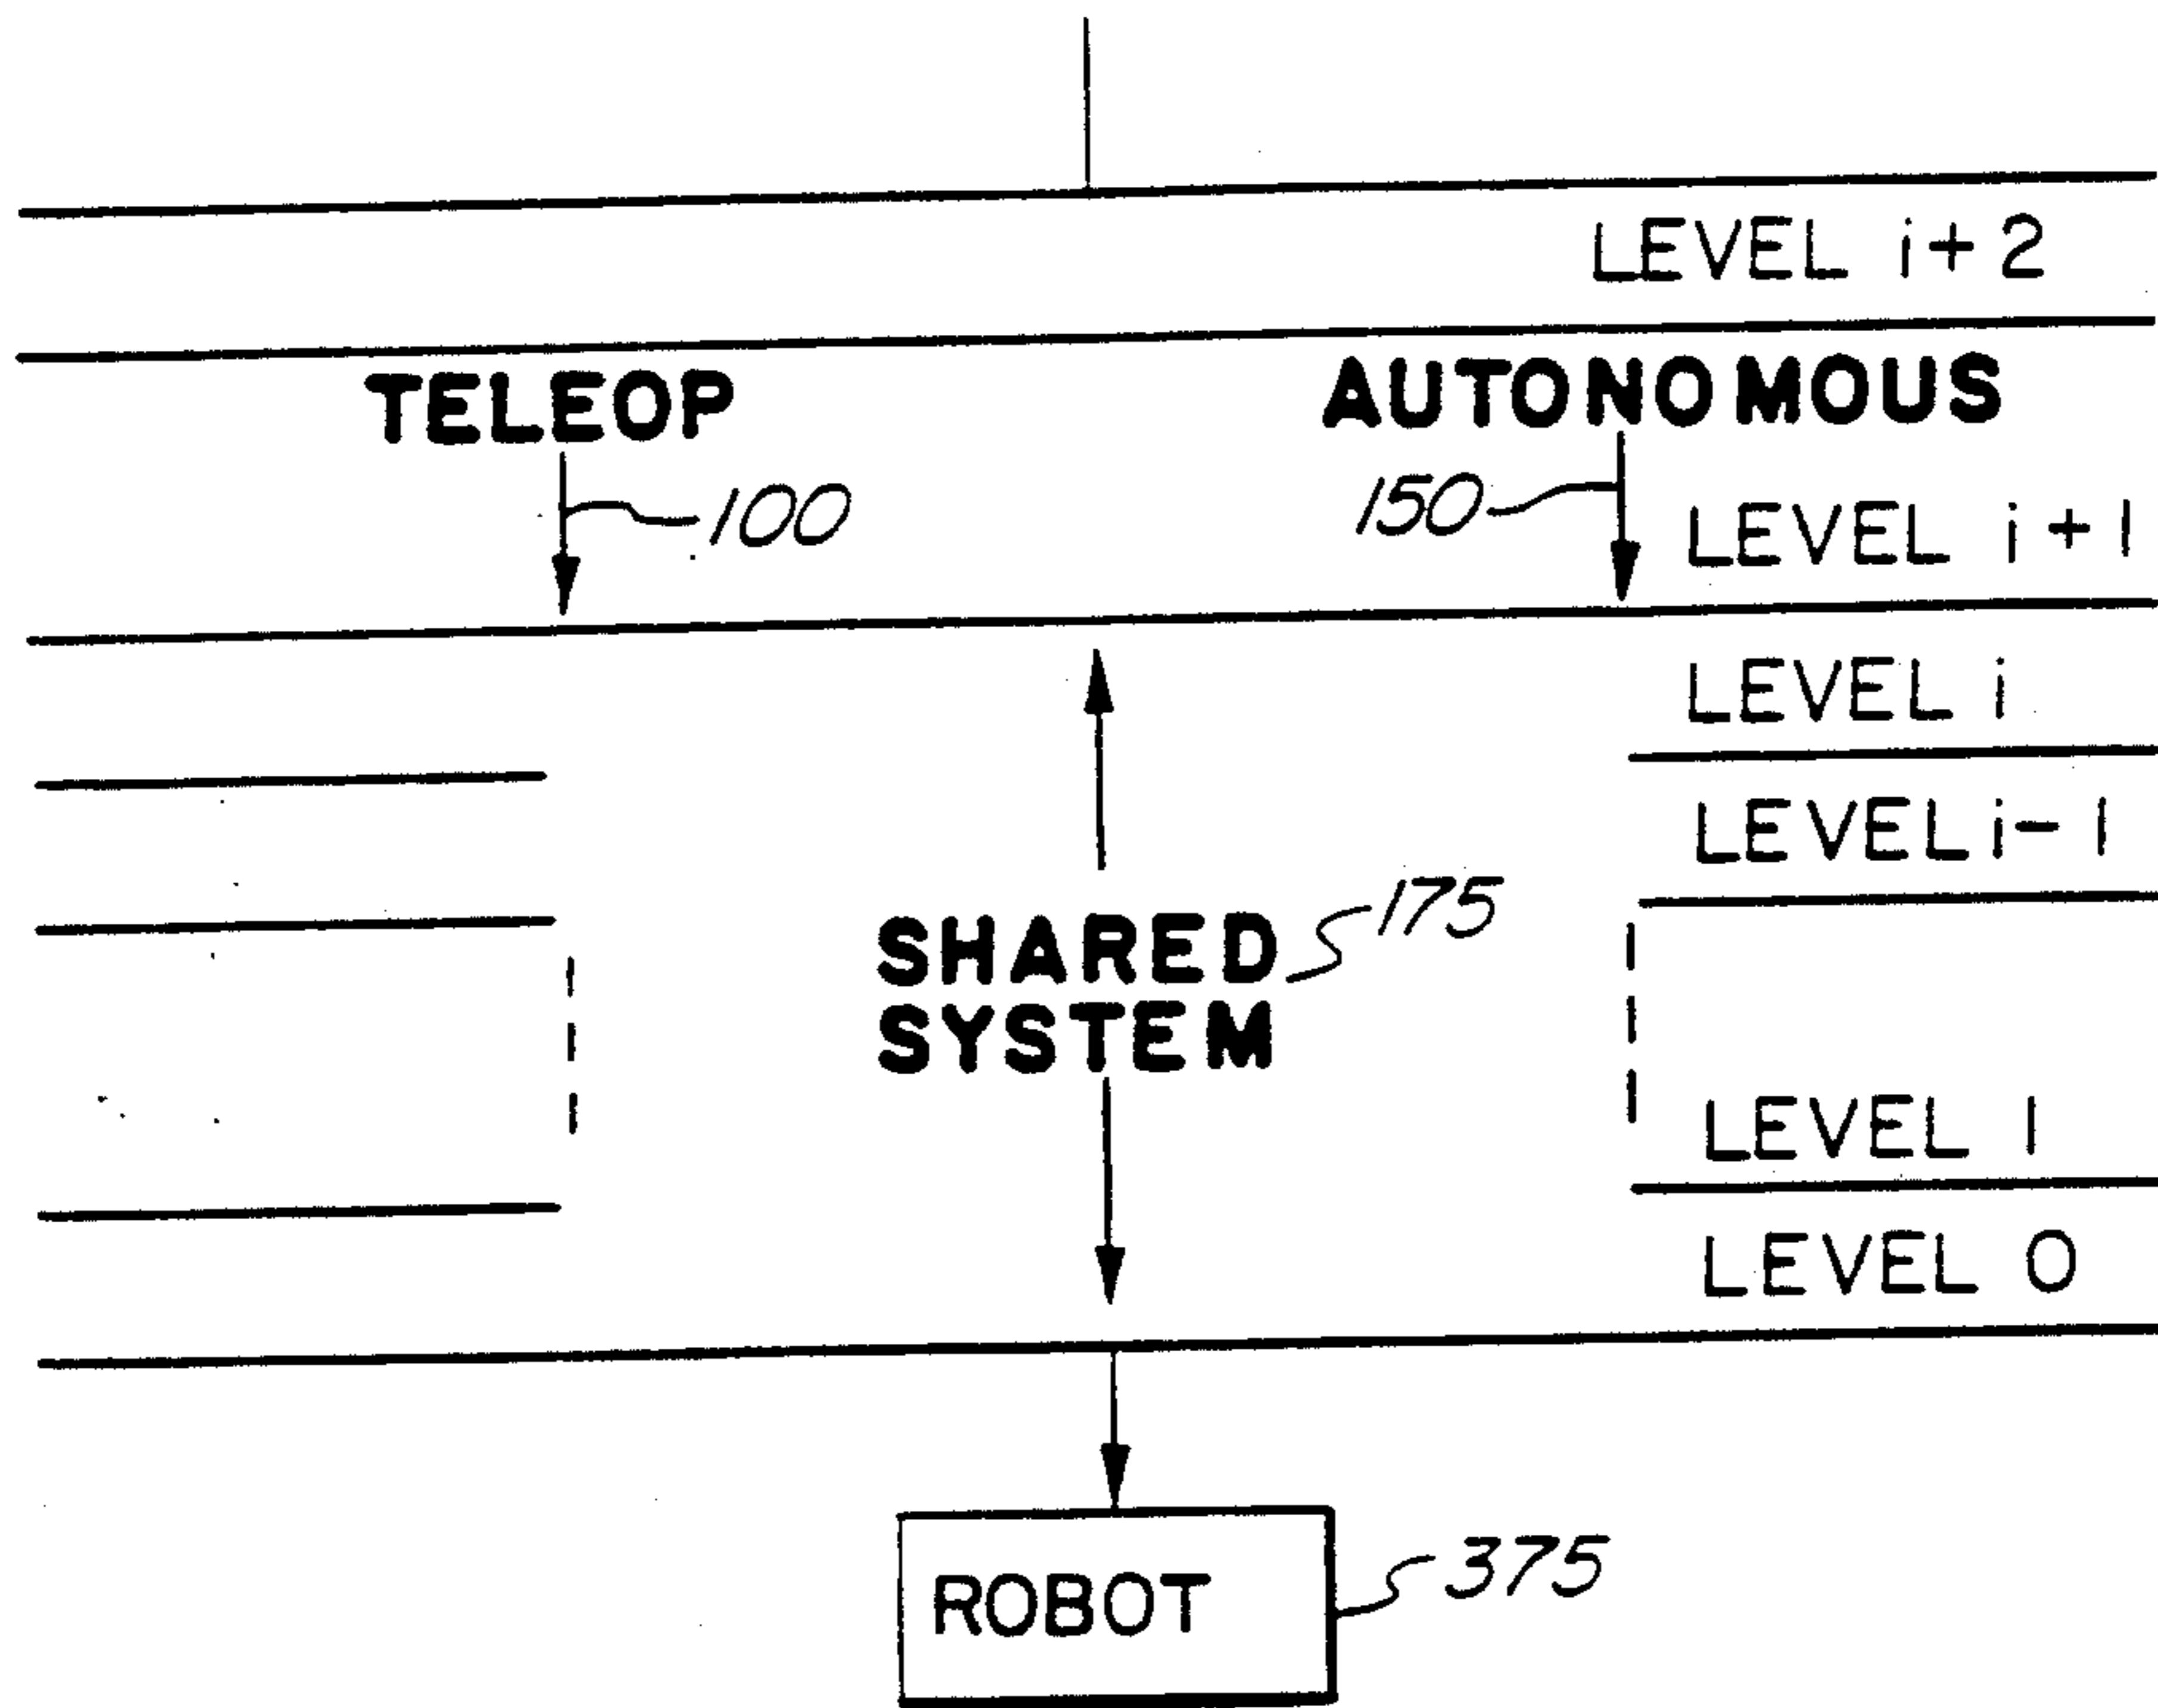 LEVEL i+2
TELEOP
AUTONOMOUS
100
150
LEVEL i+1
LEVEL i
LEVEL i-1
SHARED
SYSTEM
175
LEVEL 1
LEVEL 0
ROBOT
375